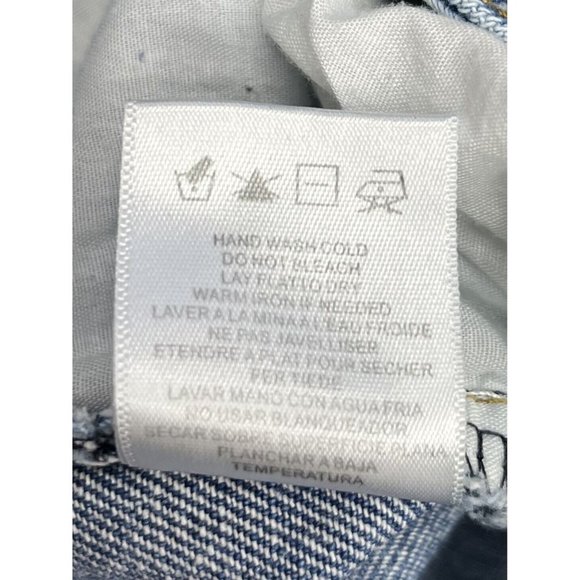 HAND WASH COLD
DO NOT BLEACH
LAY FLAT TO DRY
WARM IRON IF NEEDED
LAVER A LA MINA A L'EAU FROIDE
NE PAS JAVELLISER
ETENDRE A PLAT POUR SECHER
FER TIEDE
LAVAR MANO CON AGUA FRIA
NO USAR BLANQUEADOR
SECAR SOBRE SUPERFICIE PLANA
PLANCHAR A BAJA
TEMPERATURA